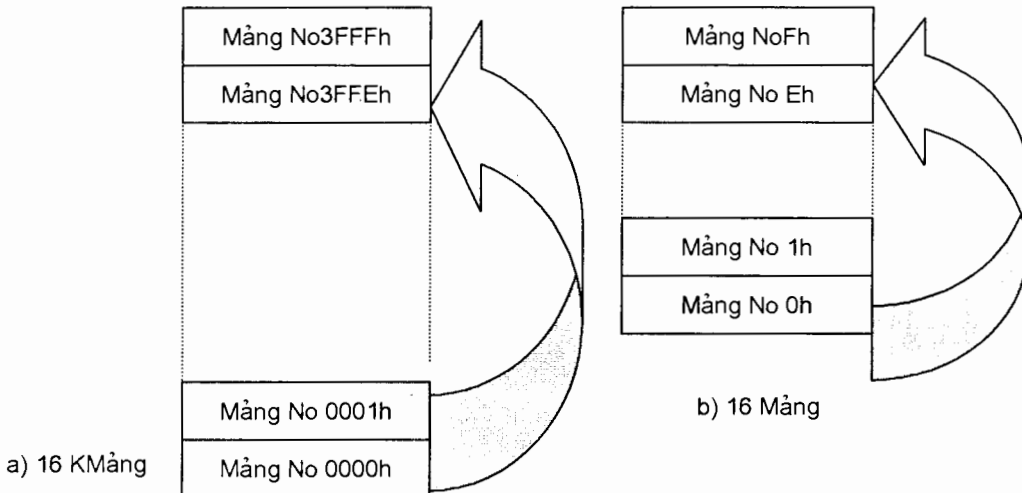 Mảng No3FFFh
Mảng No3FFEh
Mảng No 0001h
Mảng No 0000h
a) 16 KMảng
Mảng NoFh
Mảng No Eh
Mảng No 1h
Mảng No 0h
b) 16 Mảng